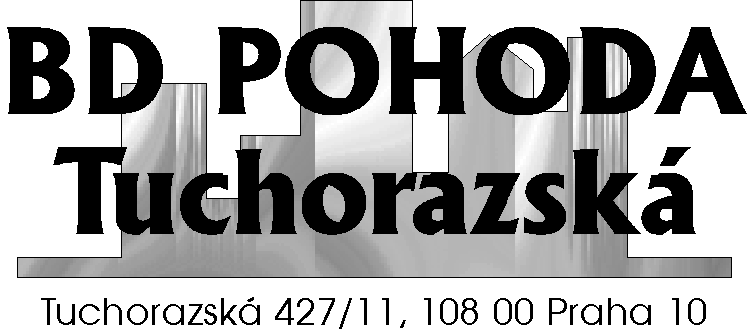 BD POHODA
Tuchorazská
Tuchorazská 427/11, 108 00 Praha 10